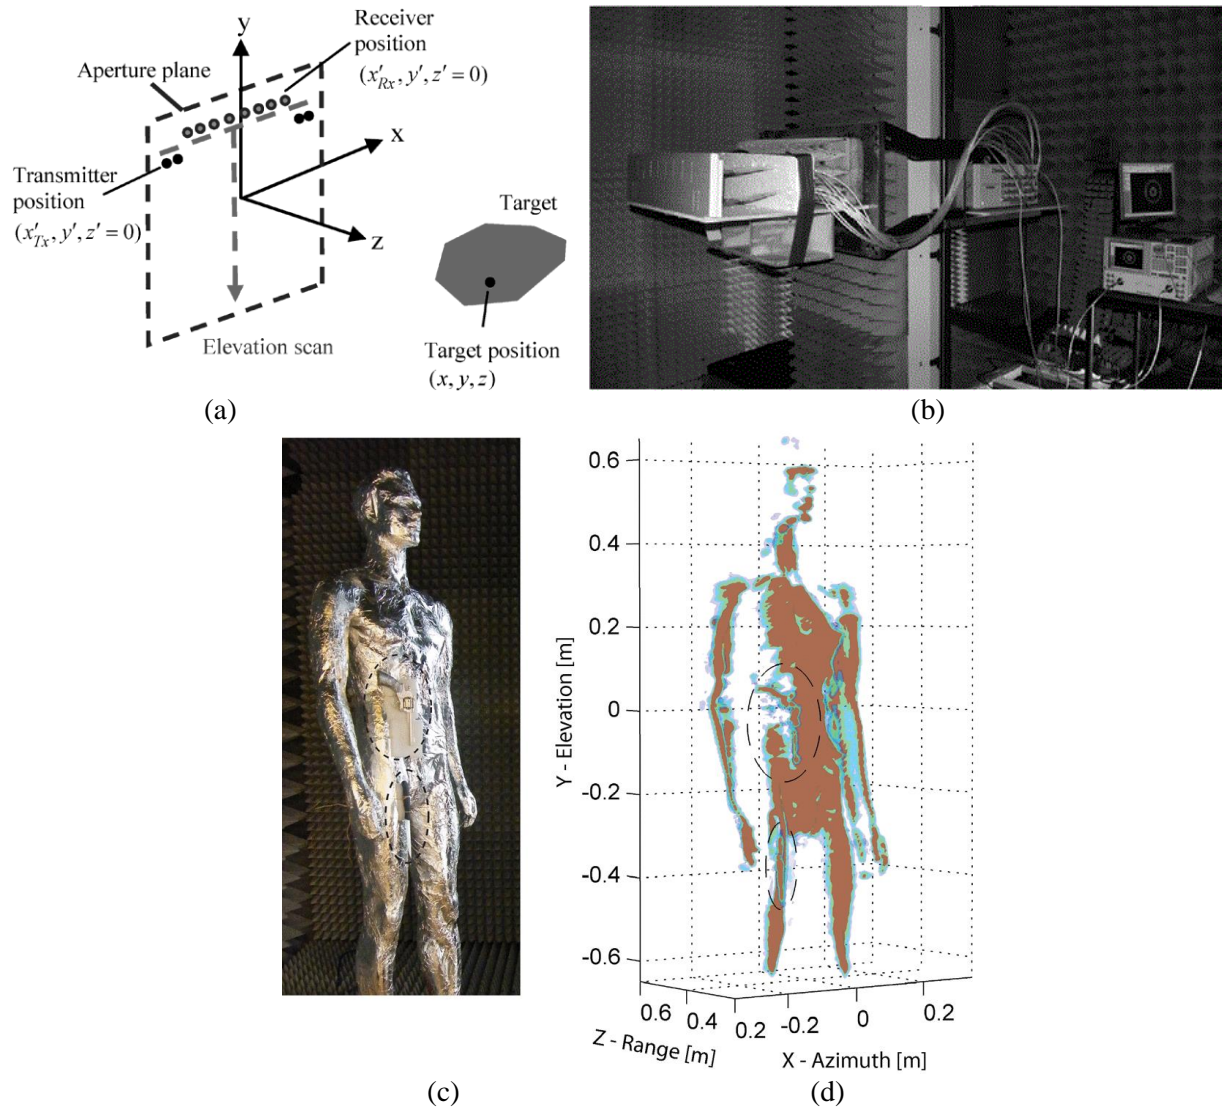 y
Receiver
position
(x′Rx, y′, z′ = 0)
Aperture plane
x
Transmitter
position
(x′Tx, y′, z′ = 0)
z
Target
Target position
(x, y, z)
Elevation scan
(a)
(b)
0.6
0.4
0.2
0
-0.2
-0.4
-0.6
Y - Elevation [m]
0.6
0.4
0.2
-0.2
0
0.2
Z - Range [m]
X - Azimuth [m]
(c)
(d)